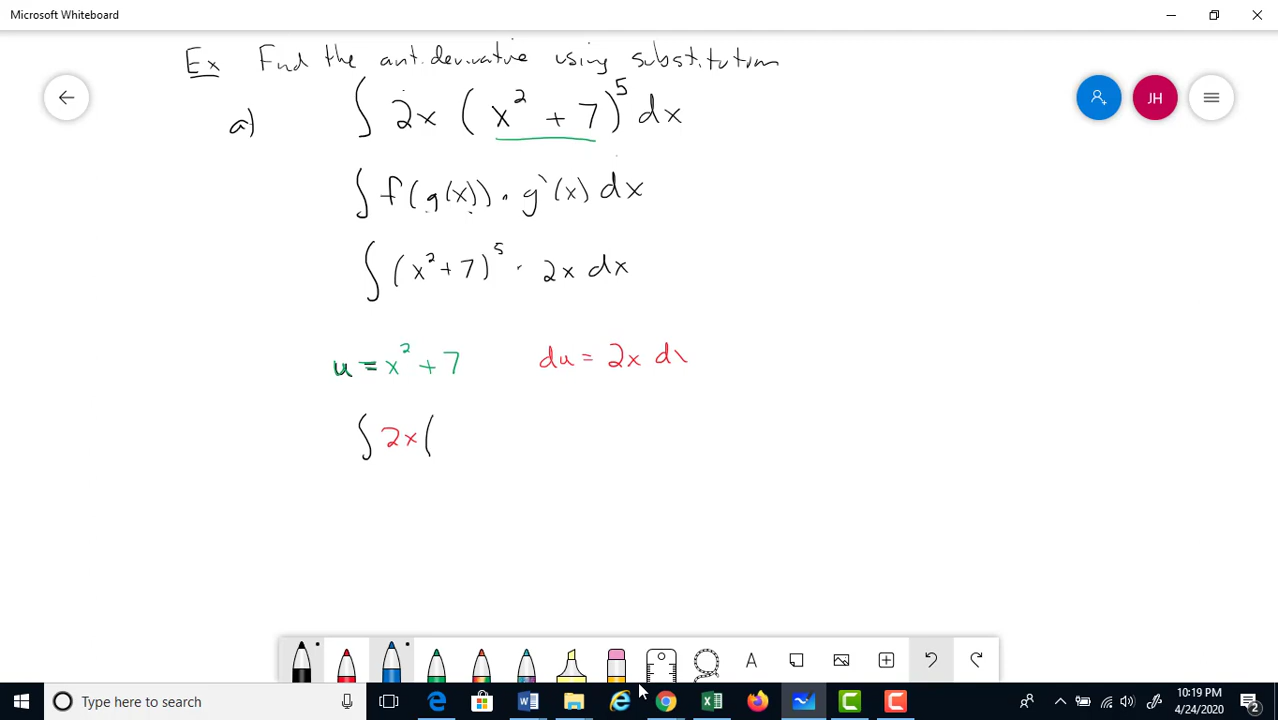 Microsoft Whiteboard
Ex Find the antiderivative using substitution
a) ∫ 2x (x² + 7)⁵ dx
∫ f(g(x)) · g'(x) dx
∫ (x² + 7)⁵ · 2x dx
u = x² + 7 du = 2x dx
∫ 2x (
JH
A
Type here to search
10:19 PM
4/24/2020
2